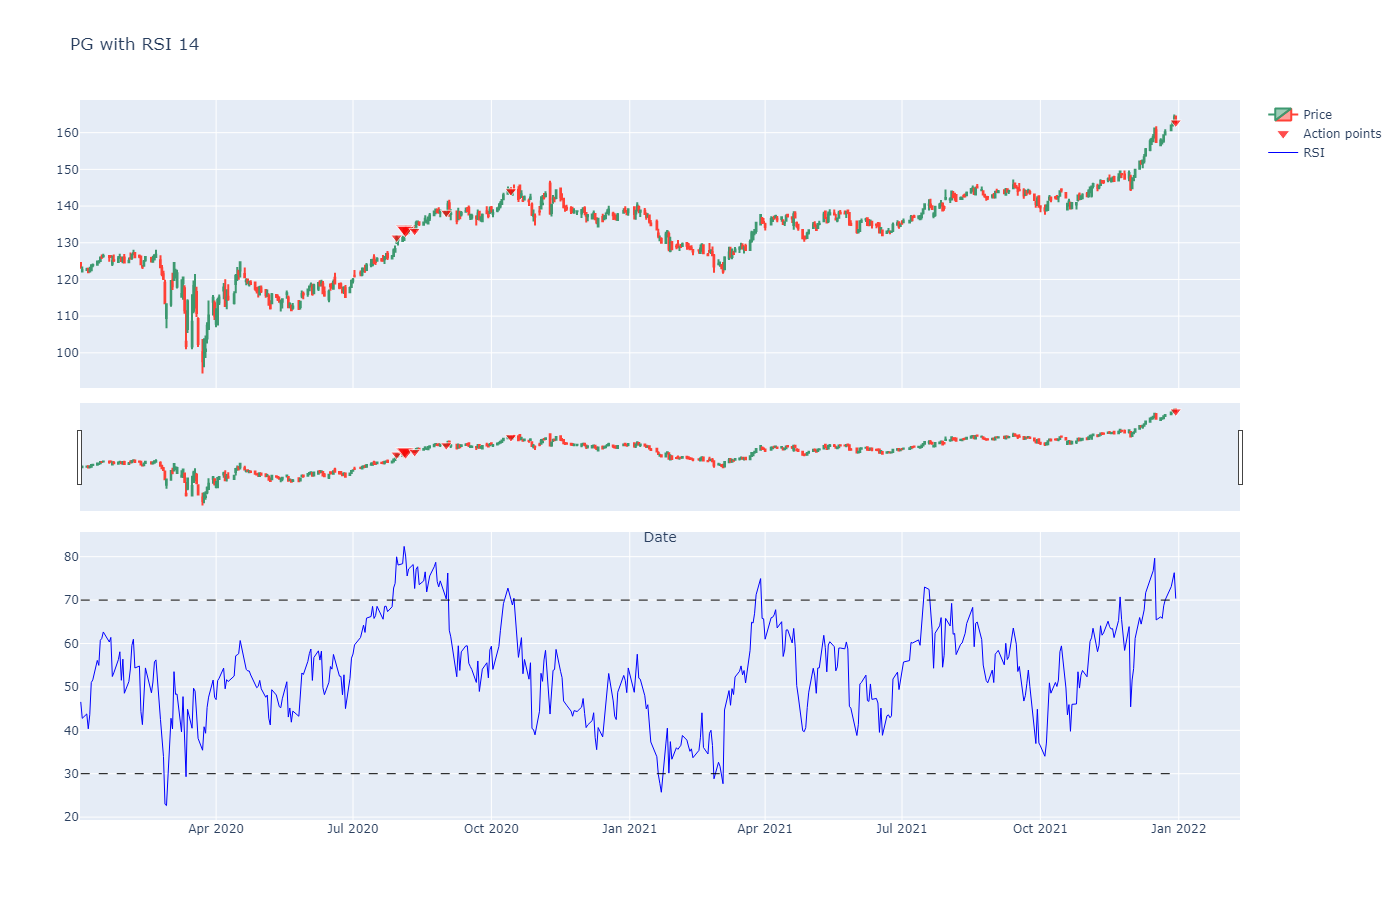 PG with RSI 14
160
150
140
130
120
110
100
Price
Action points
RSI
Date
80
70
60
50
40
30
20
Apr 2020
Jul 2020
Oct 2020
Jan 2021
Apr 2021
Jul 2021
Oct 2021
Jan 2022